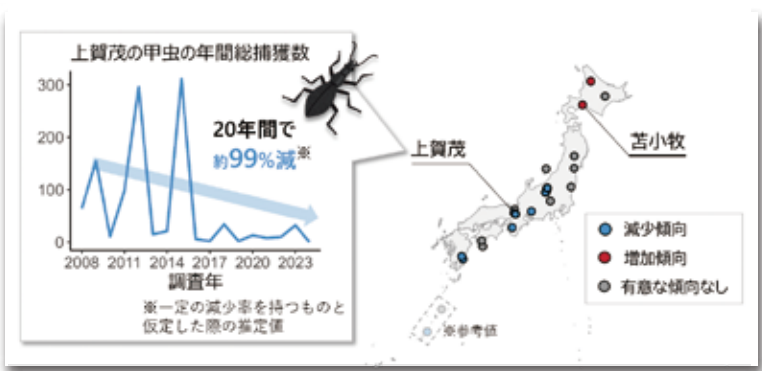 上賀茂の甲虫の年間総捕獲数
300
200
100
0
20年間で
約99%減※
2008 2011 2014 2017 2020 2023
調査年
※一定の減少率を持つものと
仮定した際の推定値
上賀茂
苫小牧
減少傾向
増加傾向
有意な傾向なし
※参考値